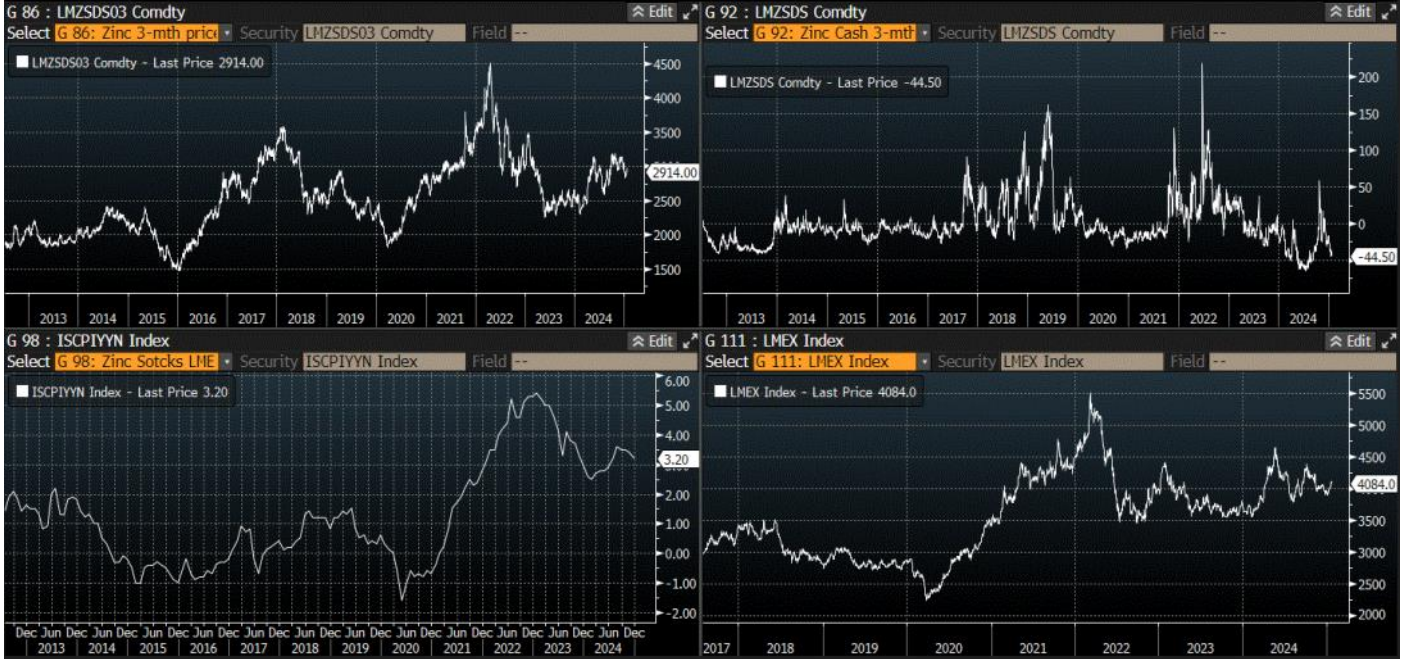 G 86 : LMZSDS03 Comdty
Edit
Select G 86: Zinc 3-mth price Security LMZSDS03 Comdty Field --
LMZSDS03 Comdty - Last Price 2914.00
4500
4000
3500
2914.00
2500
2000
1500
2013 2014 2015 2016 2017 2018 2019 2020 2021 2022 2023 2024
G 92 : LMZSDS Comdty
Edit
Select G 92: Zinc Cash 3-mth Security LMZSDS Comdty Field --
LMZSDS Comdty - Last Price -44.50
200
150
100
50
0
-44.50
2013 2014 2015 2016 2017 2018 2019 2020 2021 2022 2023 2024
G 98 : ISCPIYYN Index
Edit
Select G 98: Zinc Sotcks LME Security ISCPIYYN Index Field --
ISCPIYYN Index - Last Price 3.20
6.00
5.00
4.00
3.20
2.00
1.00
0.00
-1.00
-2.00
Dec Jun Dec Jun Dec Jun Dec Jun Dec Jun Dec Jun Dec Jun Dec Jun Dec Jun Dec Jun Dec Jun Dec Jun Dec
2013 2014 2015 2016 2017 2018 2019 2020 2021 2022 2023 2024
G 111 : LMEX Index
Edit
Select G 111: LMEX Index Security LMEX Index Field --
LMEX Index - Last Price 4084.0
5500
5000
4500
4084.0
3500
3000
2500
2000
2017 2018 2019 2020 2021 2022 2023 2024